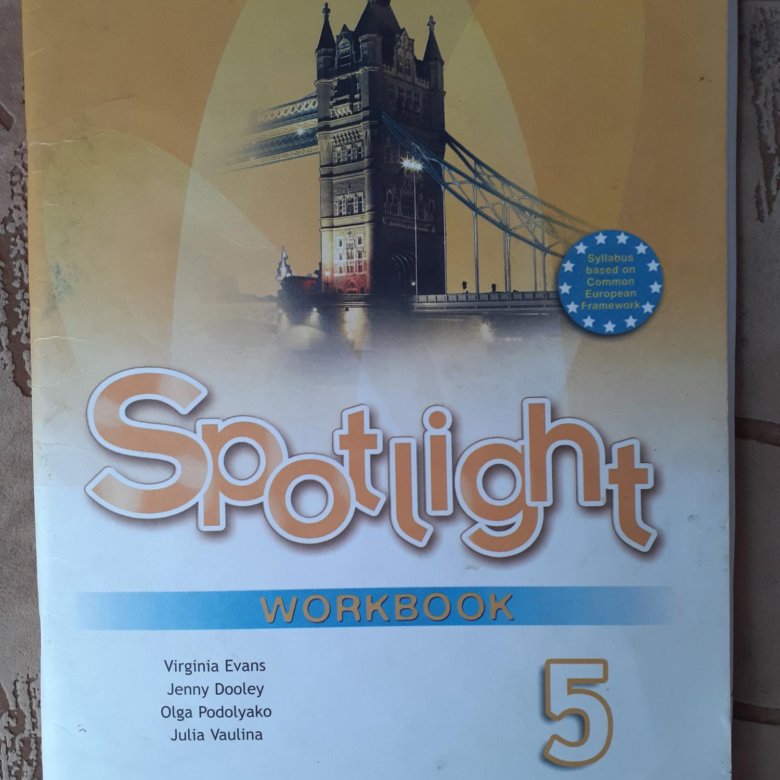 Syllabus
based on
Common
European
Framework
Spotlight
WORKBOOK
Virginia Evans
Jenny Dooley
Olga Podolyako
Julia Vaulina
5